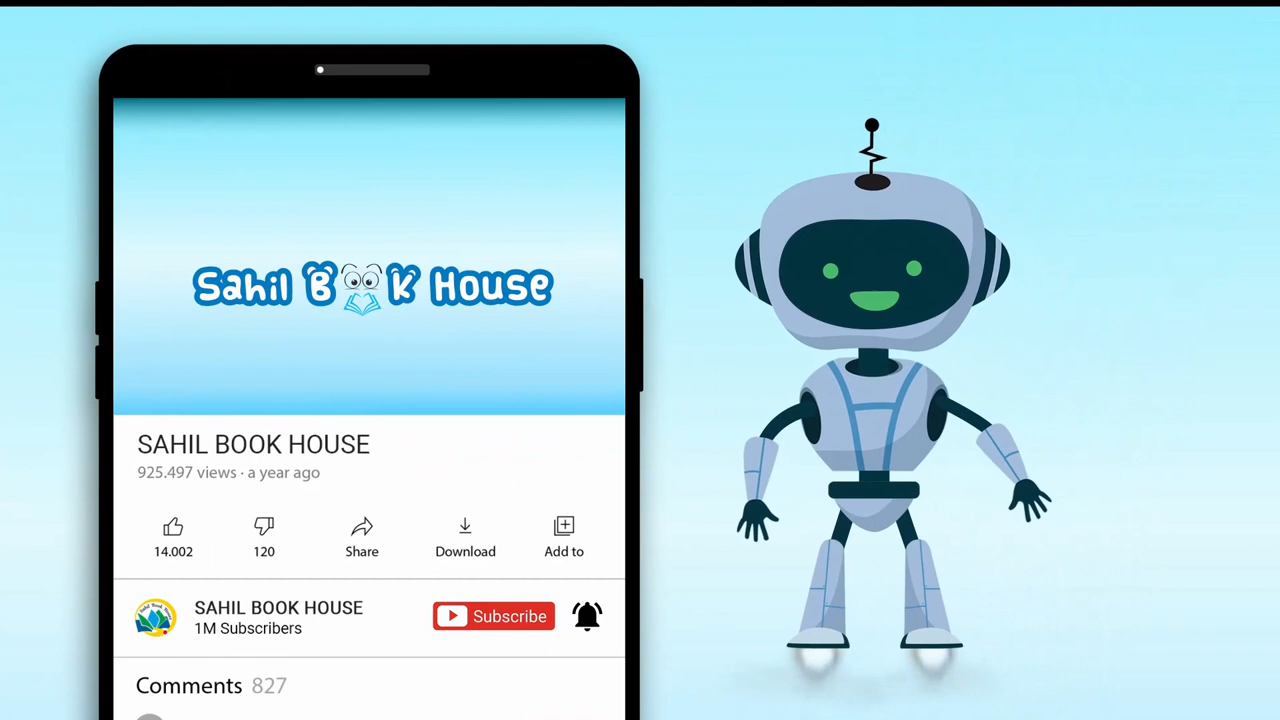 Sahil Book House
SAHIL BOOK HOUSE
925.497 views · a year ago
14.002
120
Share
Download
Add to
SAHIL BOOK HOUSE
1M Subscribers
Subscribe
Comments 827